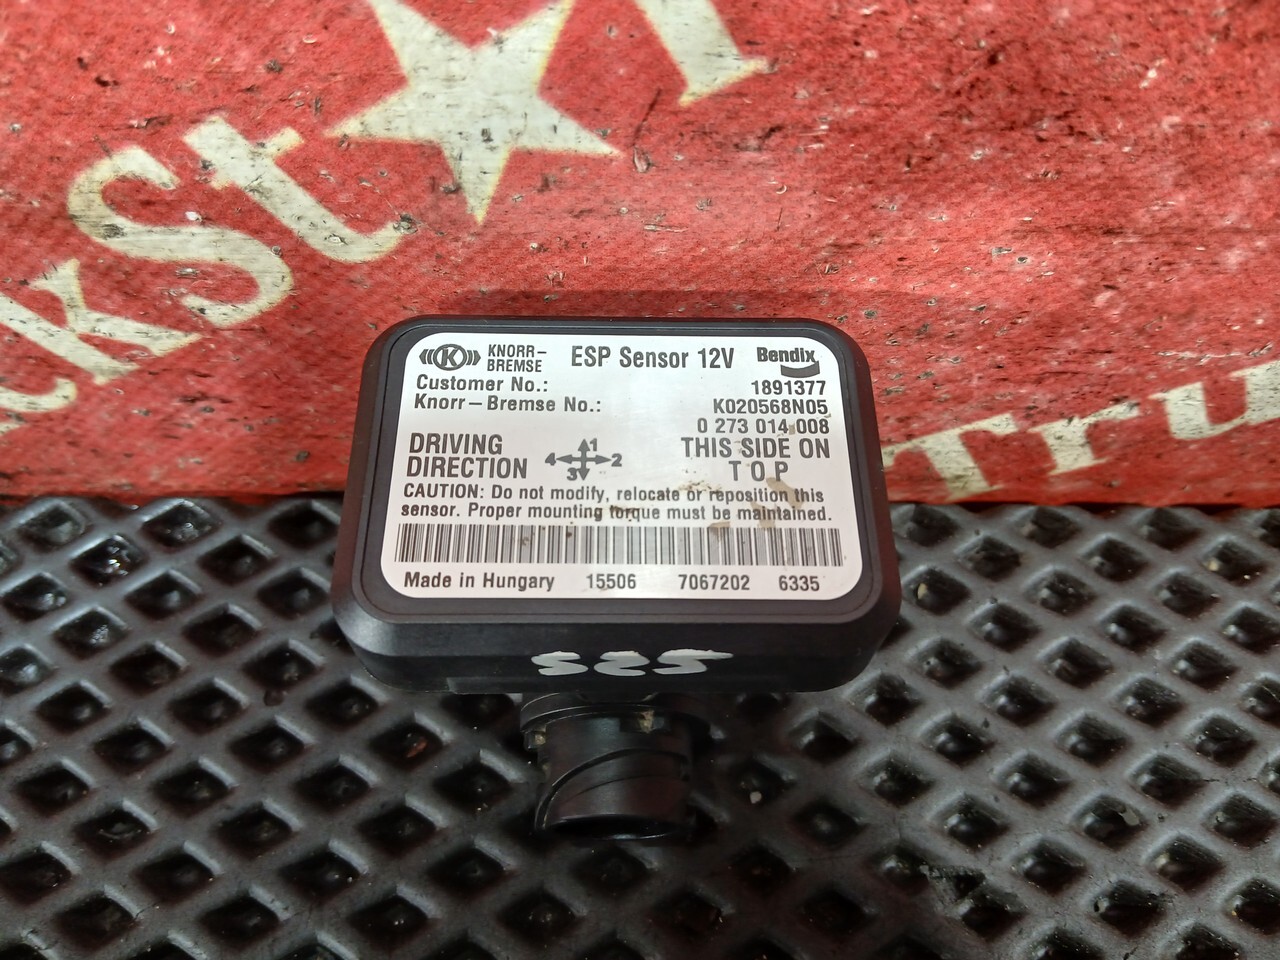 ckSt
Tru
K
KNORR-
BREMSE
ESP Sensor 12V
Bendix
Customer No.: 1891377
Knorr-Bremse No.: K020568N05
0 273 014 008
DRIVING
DIRECTION
1
4 2
3
THIS SIDE ON
TOP
CAUTION: Do not modify, relocate or reposition this
sensor. Proper mounting torque must be maintained.
Made in Hungary 15506 7067202 6335